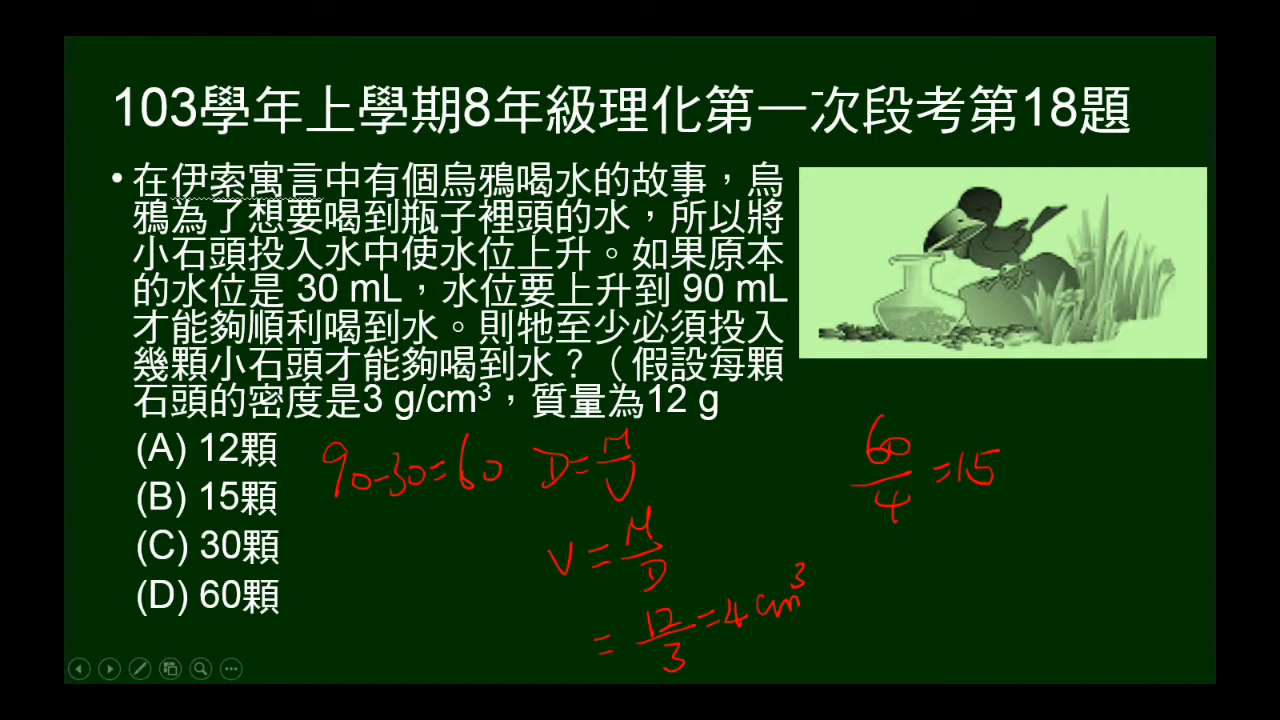 103學年上學期8年級理化第一次段考第18題
• 在伊索寓言中有個烏鴉喝水的故事，烏
鴉為了想要喝到瓶子裡頭的水，所以將
小石頭投入水中使水位上升。如果原本
的水位是 30 mL，水位要上升到 90 mL
才能夠順利喝到水。則牠至少必須投入
幾顆小石頭才能夠喝到水？（假設每顆
石頭的密度是3 g/cm³，質量為12 g
(A) 12顆
(B) 15顆
(C) 30顆
(D) 60顆
90-30=60
D=M/V
V=M/D
=12/3=4cm³
60/4=15